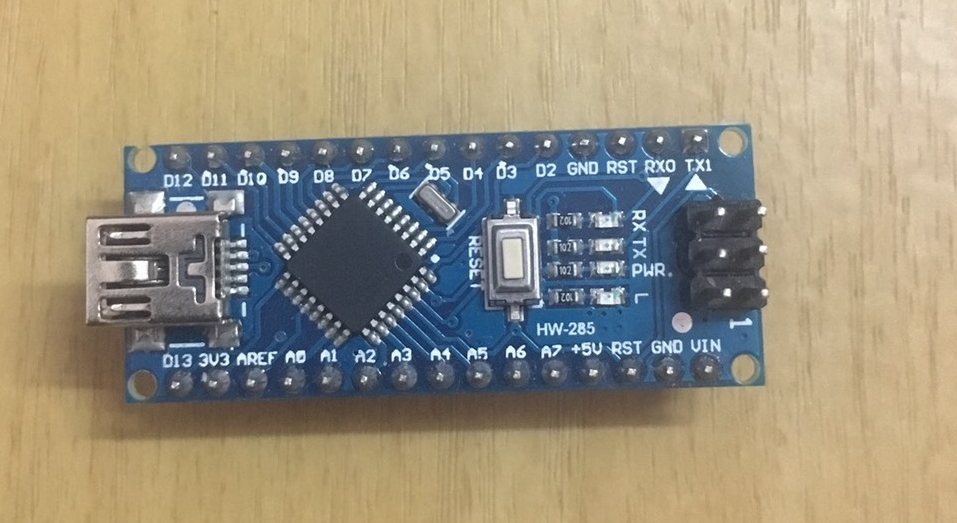 D12 D11 D10 D9 D8 D7 D6 D5 D4 D3 D2 GND RST RX0 TX1
RESET
102
RX
102
TX
102
PWR.
102
L
HW-285
1
D13 3V3 AREF A0 A1 A2 A3 A4 A5 A6 A7 +5V RST GND VIN